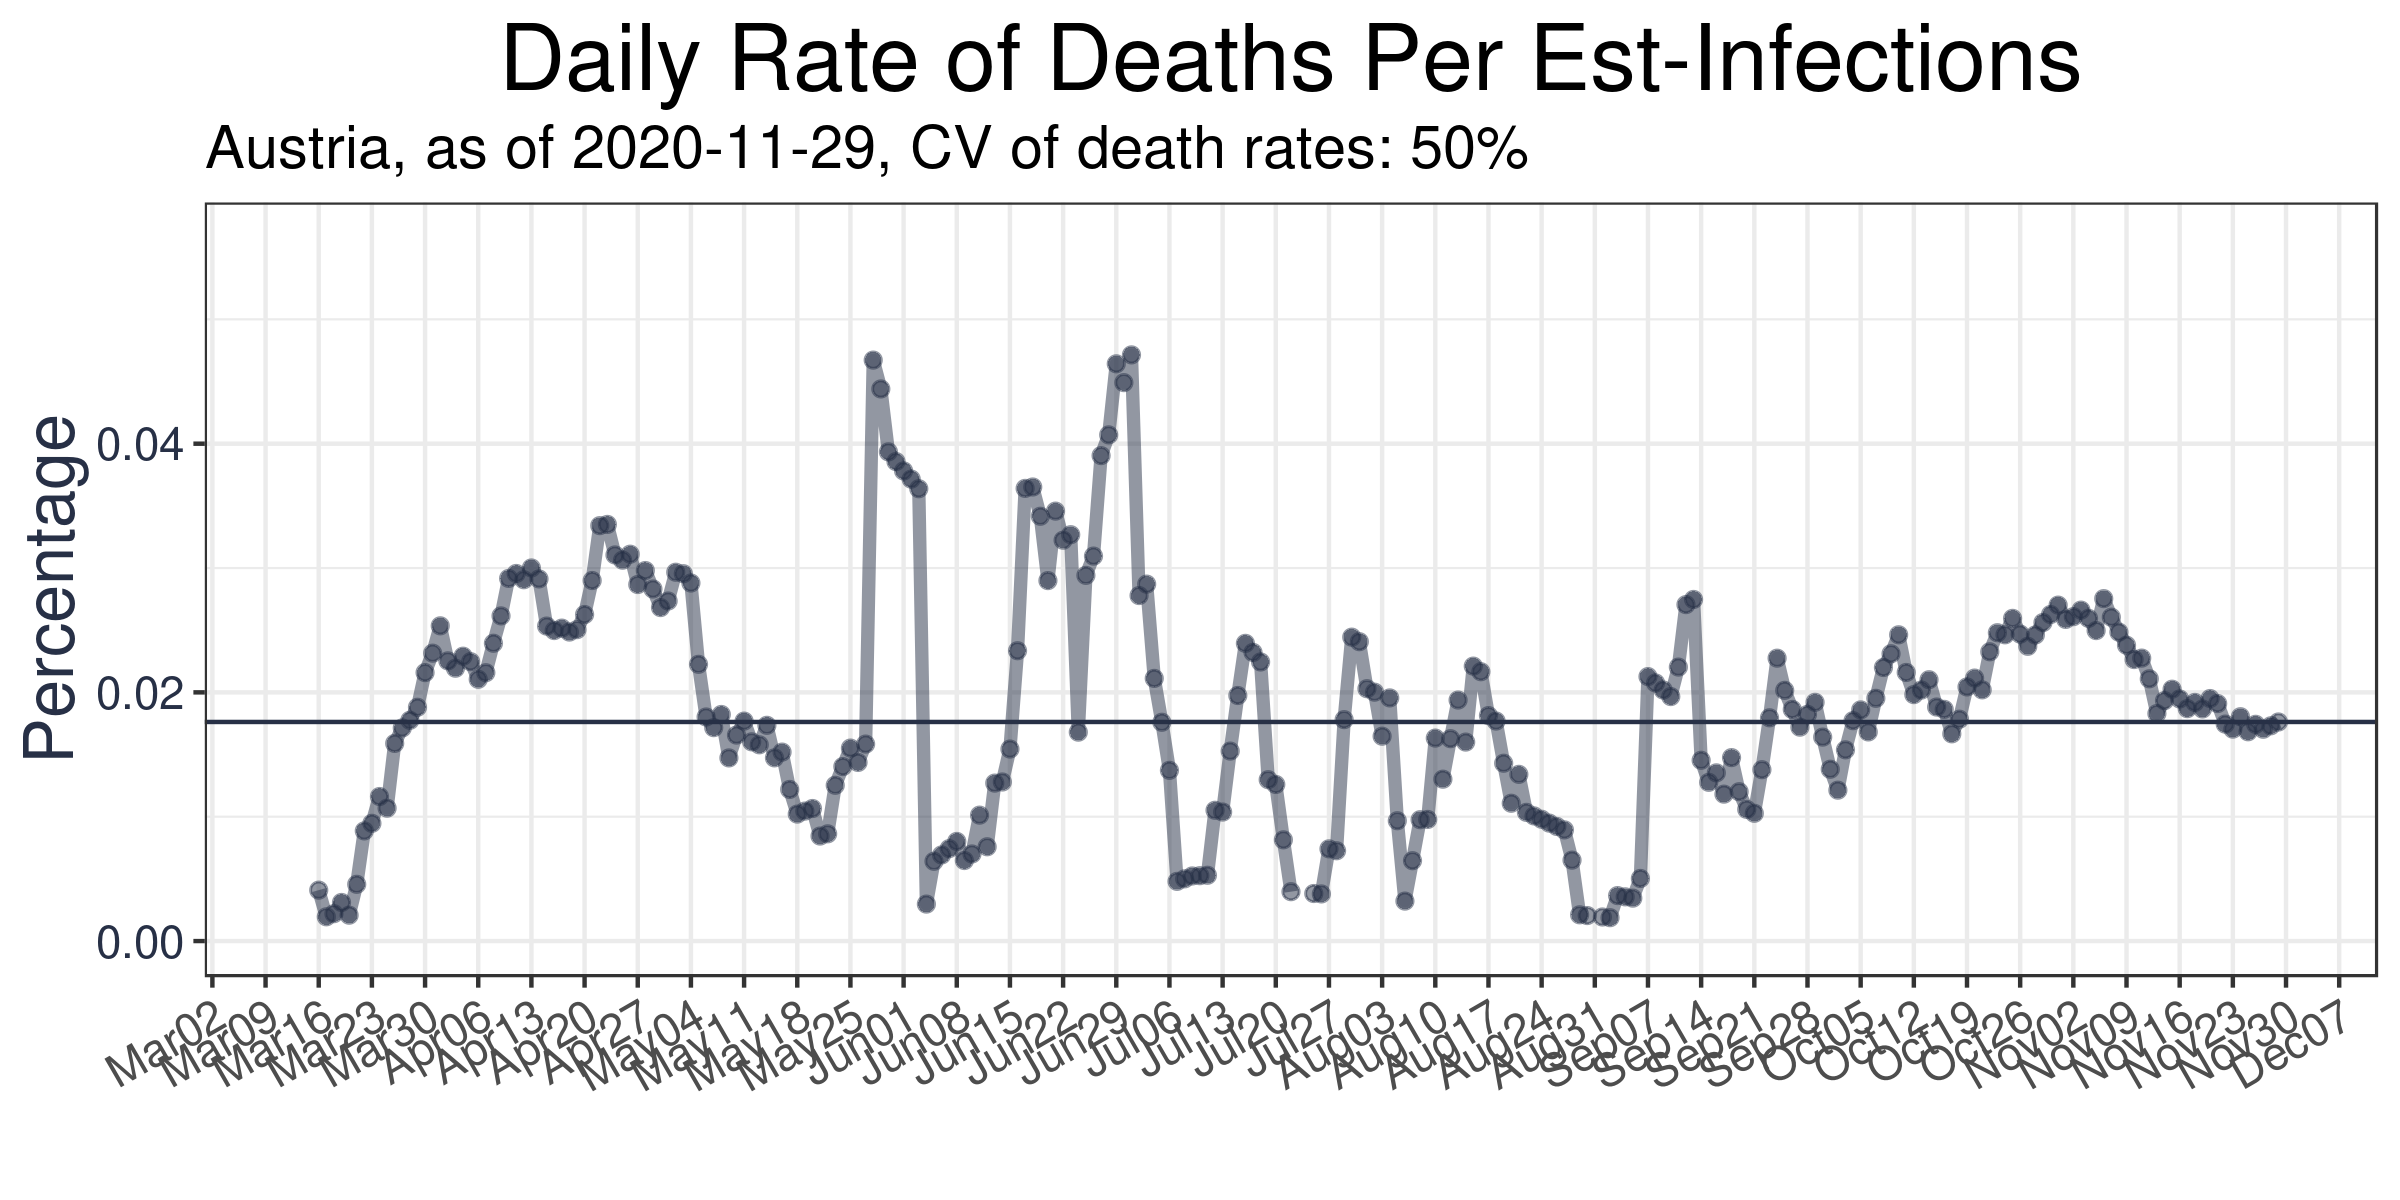 Daily Rate of Deaths Per Est-Infections
Austria, as of 2020-11-29, CV of death rates: 50%
Percentage
0.04
0.02
0.00
Mar02
Mar09
Mar16
Mar23
Mar30
Apr06
Apr13
Apr20
Apr27
May04
May11
May18
May25
Jun01
Jun08
Jun15
Jun22
Jun29
Jul06
Jul13
Jul20
Jul27
Aug03
Aug10
Aug17
Aug24
Aug31
Sep07
Sep14
Sep21
Sep28
Oct05
Oct12
Oct19
Oct26
Nov02
Nov09
Nov16
Nov23
Nov30
Dec07